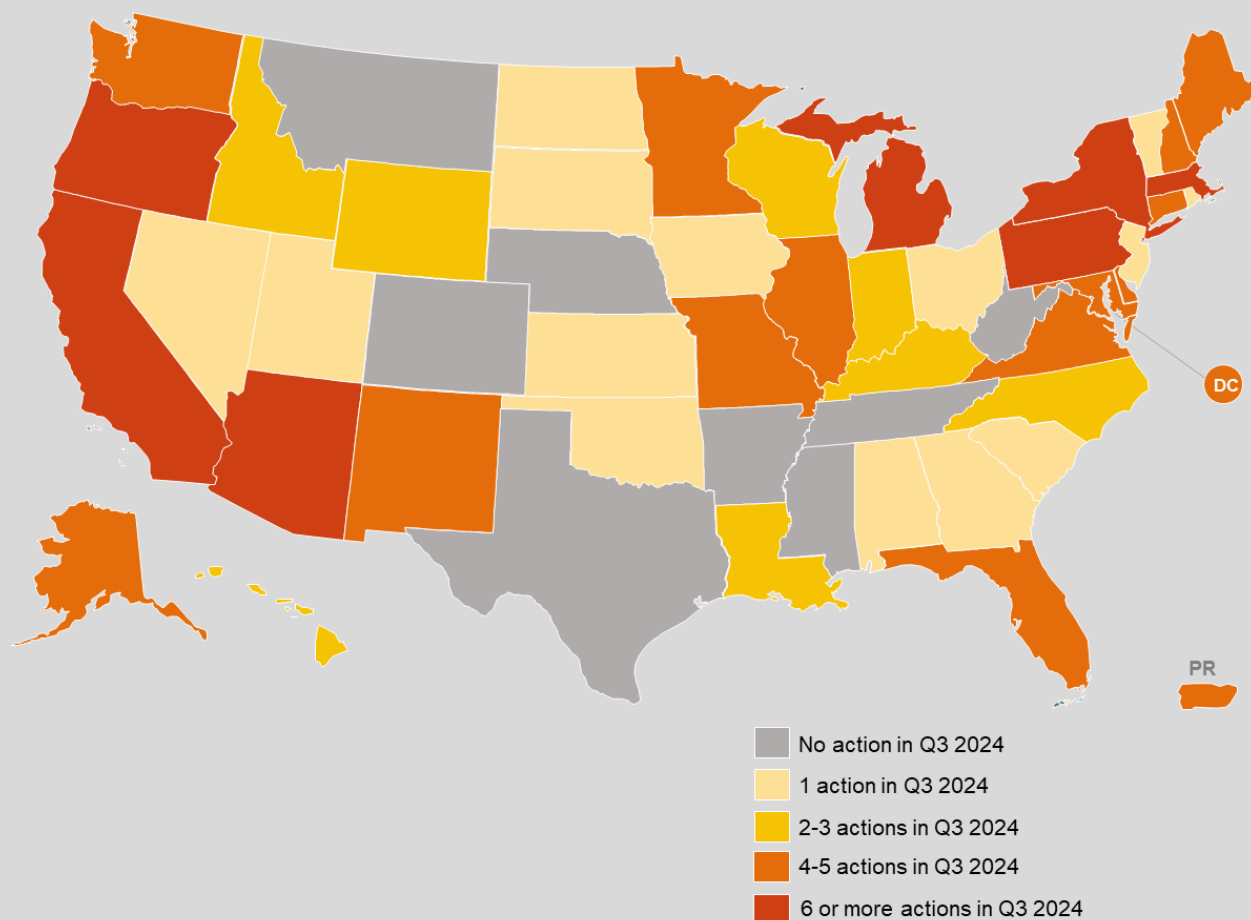 DC
PR
No action in Q3 2024
1 action in Q3 2024
2-3 actions in Q3 2024
4-5 actions in Q3 2024
6 or more actions in Q3 2024